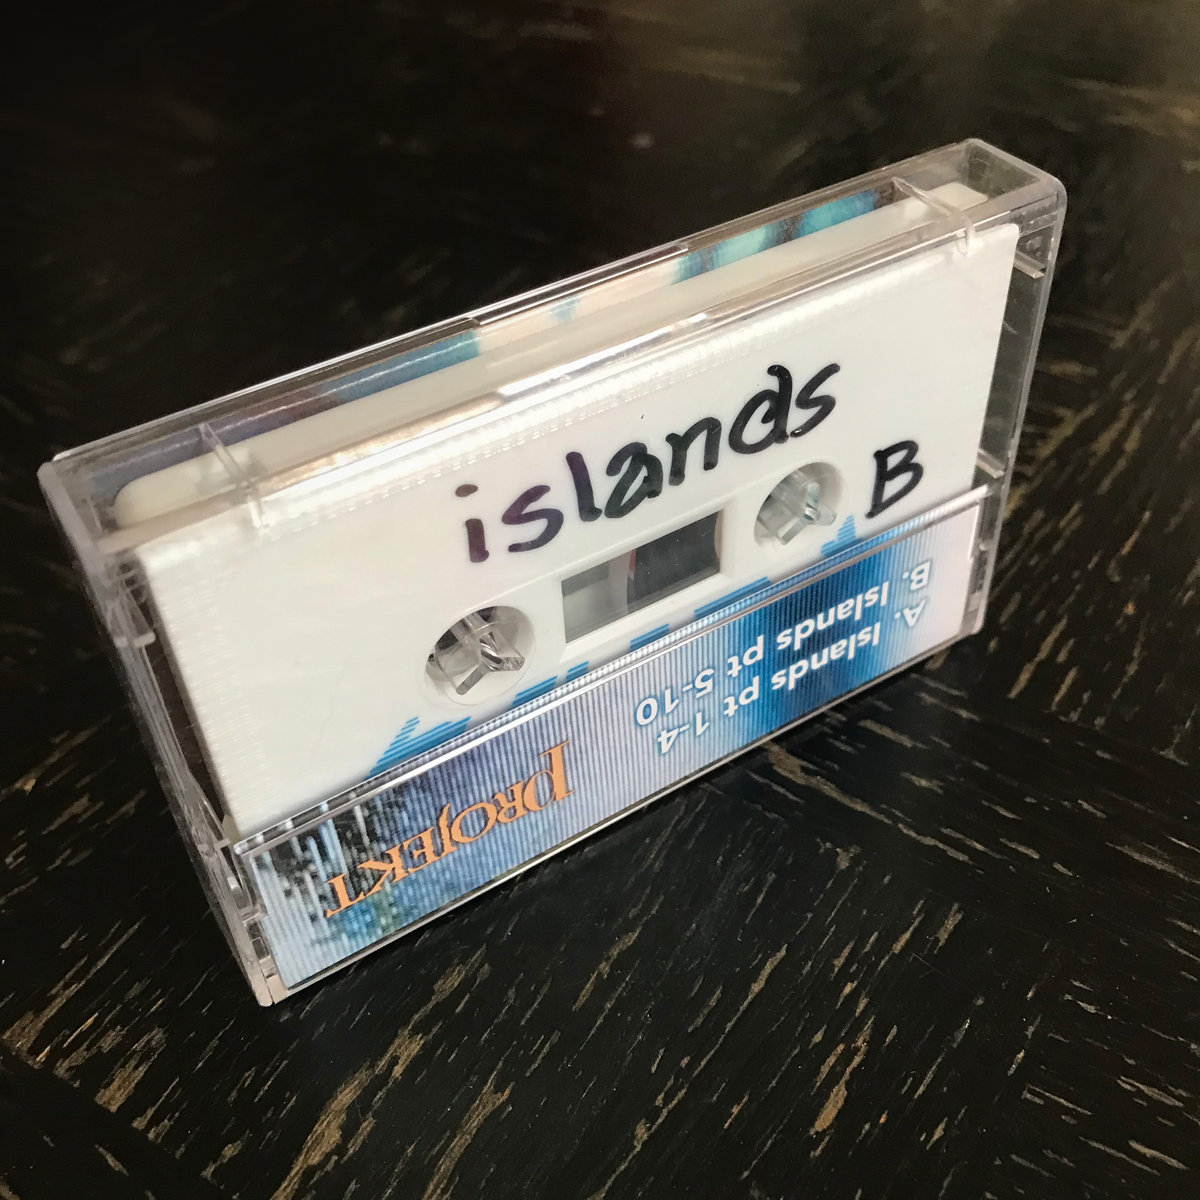 islands
B
A. Islands pt 1-4
B. Islands pt 5-10
PROJEKT